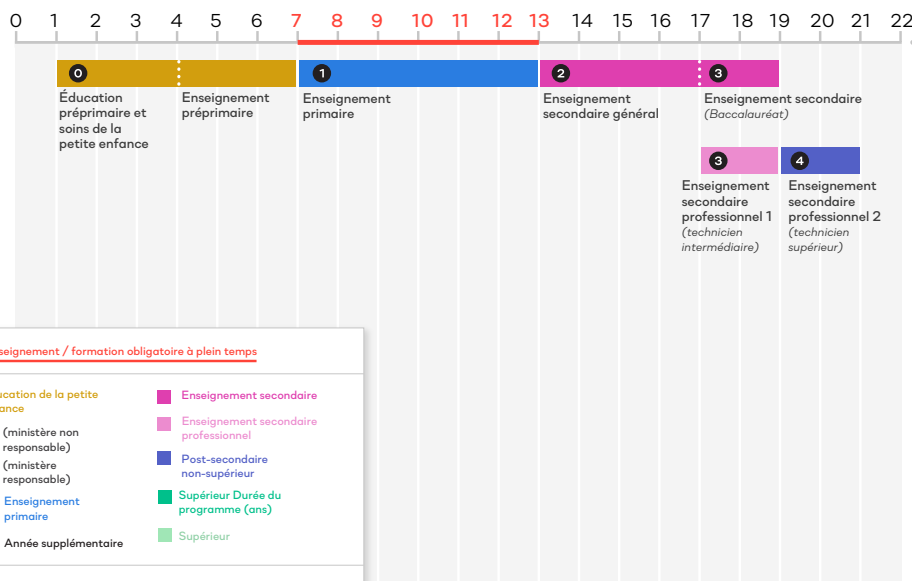 0 1 2 3 4 5 6 7 8 9 10 11 12 13 14 15 16 17 18 19 20 21 22
0 1 2 3
Éducation
préprimaire et
soins de la
petite enfance
Enseignement
préprimaire
Enseignement
primaire
Enseignement
secondaire général
Enseignement secondaire
(Baccalauréat)
3 4
Enseignement
secondaire
professionnel 1
(technicien
intermédiaire)
Enseignement
secondaire
professionnel 2
(technicien
supérieur)
seignement / formation obligatoire à plein temps
ucation de la petite
ance
(ministère non
responsable)
(ministère
responsable)
Enseignement
primaire
Année supplémentaire
Enseignement secondaire
Enseignement secondaire
professionnel
Post-secondaire
non-supérieur
Supérieur Durée du
programme (ans)
Supérieur